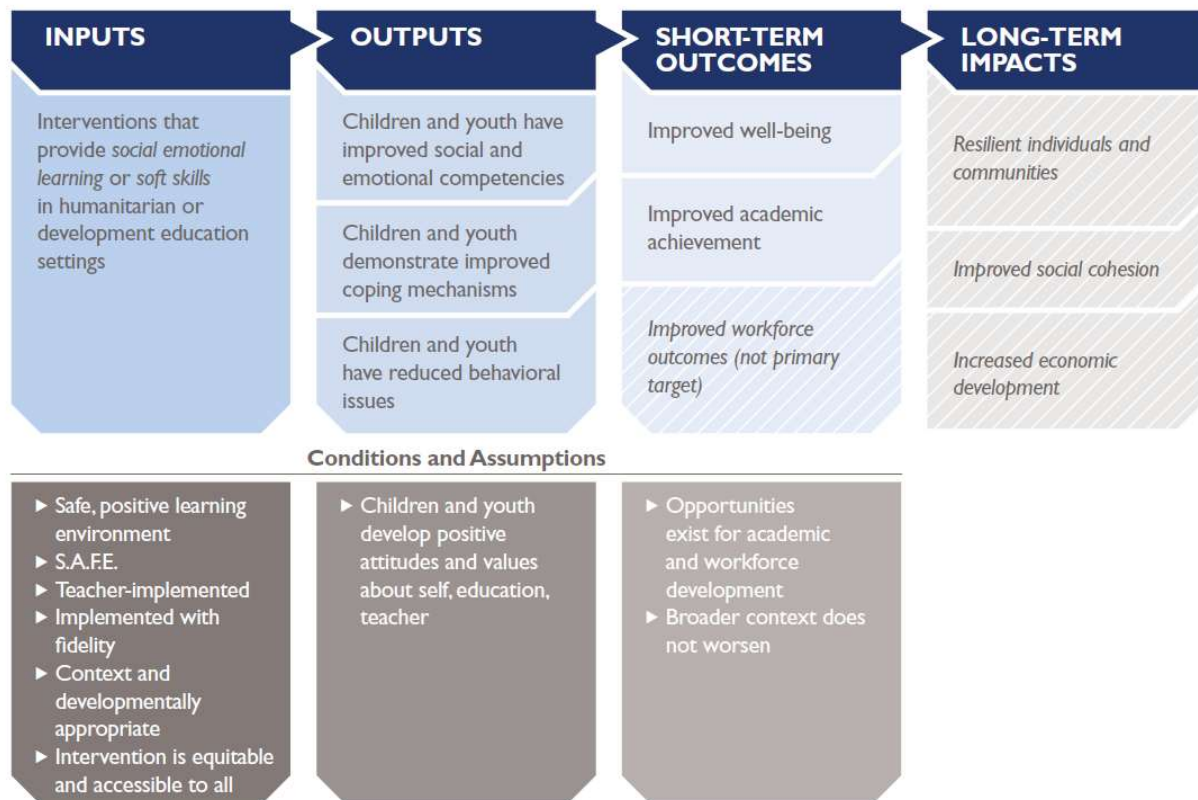 INPUTS
Interventions that
provide social emotional
learning or soft skills
in humanitarian or
development education
settings
OUTPUTS
Children and youth have
improved social and
emotional competencies
Children and youth
demonstrate improved
coping mechanisms
Children and youth
have reduced behavioral
issues
SHORT-TERM
OUTCOMES
Improved well-being
Improved academic
achievement
Improved workforce
outcomes (not primary
target)
LONG-TERM
IMPACTS
Resilient individuals and
communities
Improved social cohesion
Increased economic
development
Conditions and Assumptions
▶ Safe, positive learning
environment
▶ S.A.F.E.
▶ Teacher-implemented
▶ Implemented with
fidelity
▶ Context and
developmentally
appropriate
▶ Intervention is equitable
and accessible to all
▶ Children and youth
develop positive
attitudes and values
about self, education,
teacher
▶ Opportunities
exist for academic
and workforce
development
▶ Broader context does
not worsen